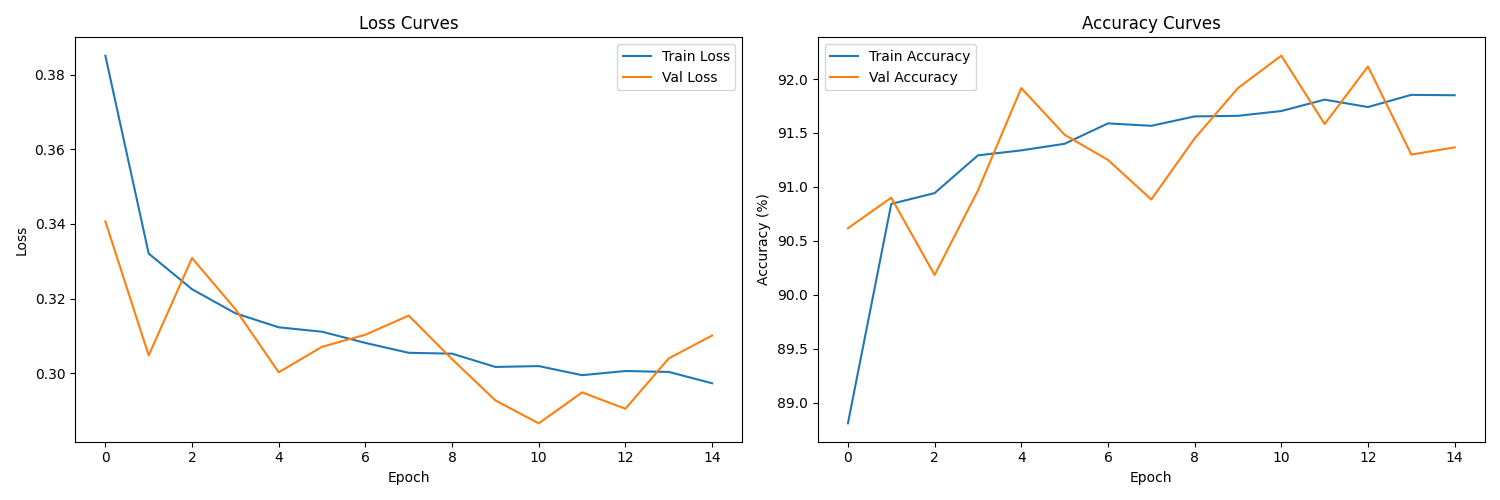 Loss Curves
Train Loss
Val Loss
0.38
0.36
0.34
0.32
0.30
Loss
0 2 4 6 8 10 12 14
Epoch
Accuracy Curves
Train Accuracy
Val Accuracy
92.0
91.5
91.0
90.5
90.0
89.5
89.0
Accuracy (%)
0 2 4 6 8 10 12 14
Epoch